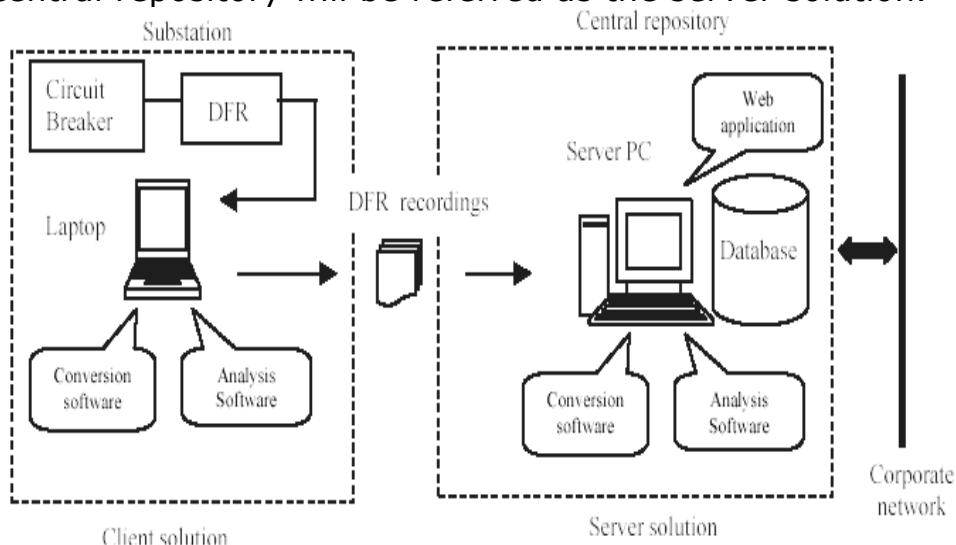 central repository will be referred as the server solution.
Substation
Central repository
Circuit
Breaker
DFR
Web
application
Server PC
Laptop
DFR recordings
Database
Conversion
software
Analysis
Software
Conversion
software
Analysis
Software
Corporate
network
Client solution
Server solution